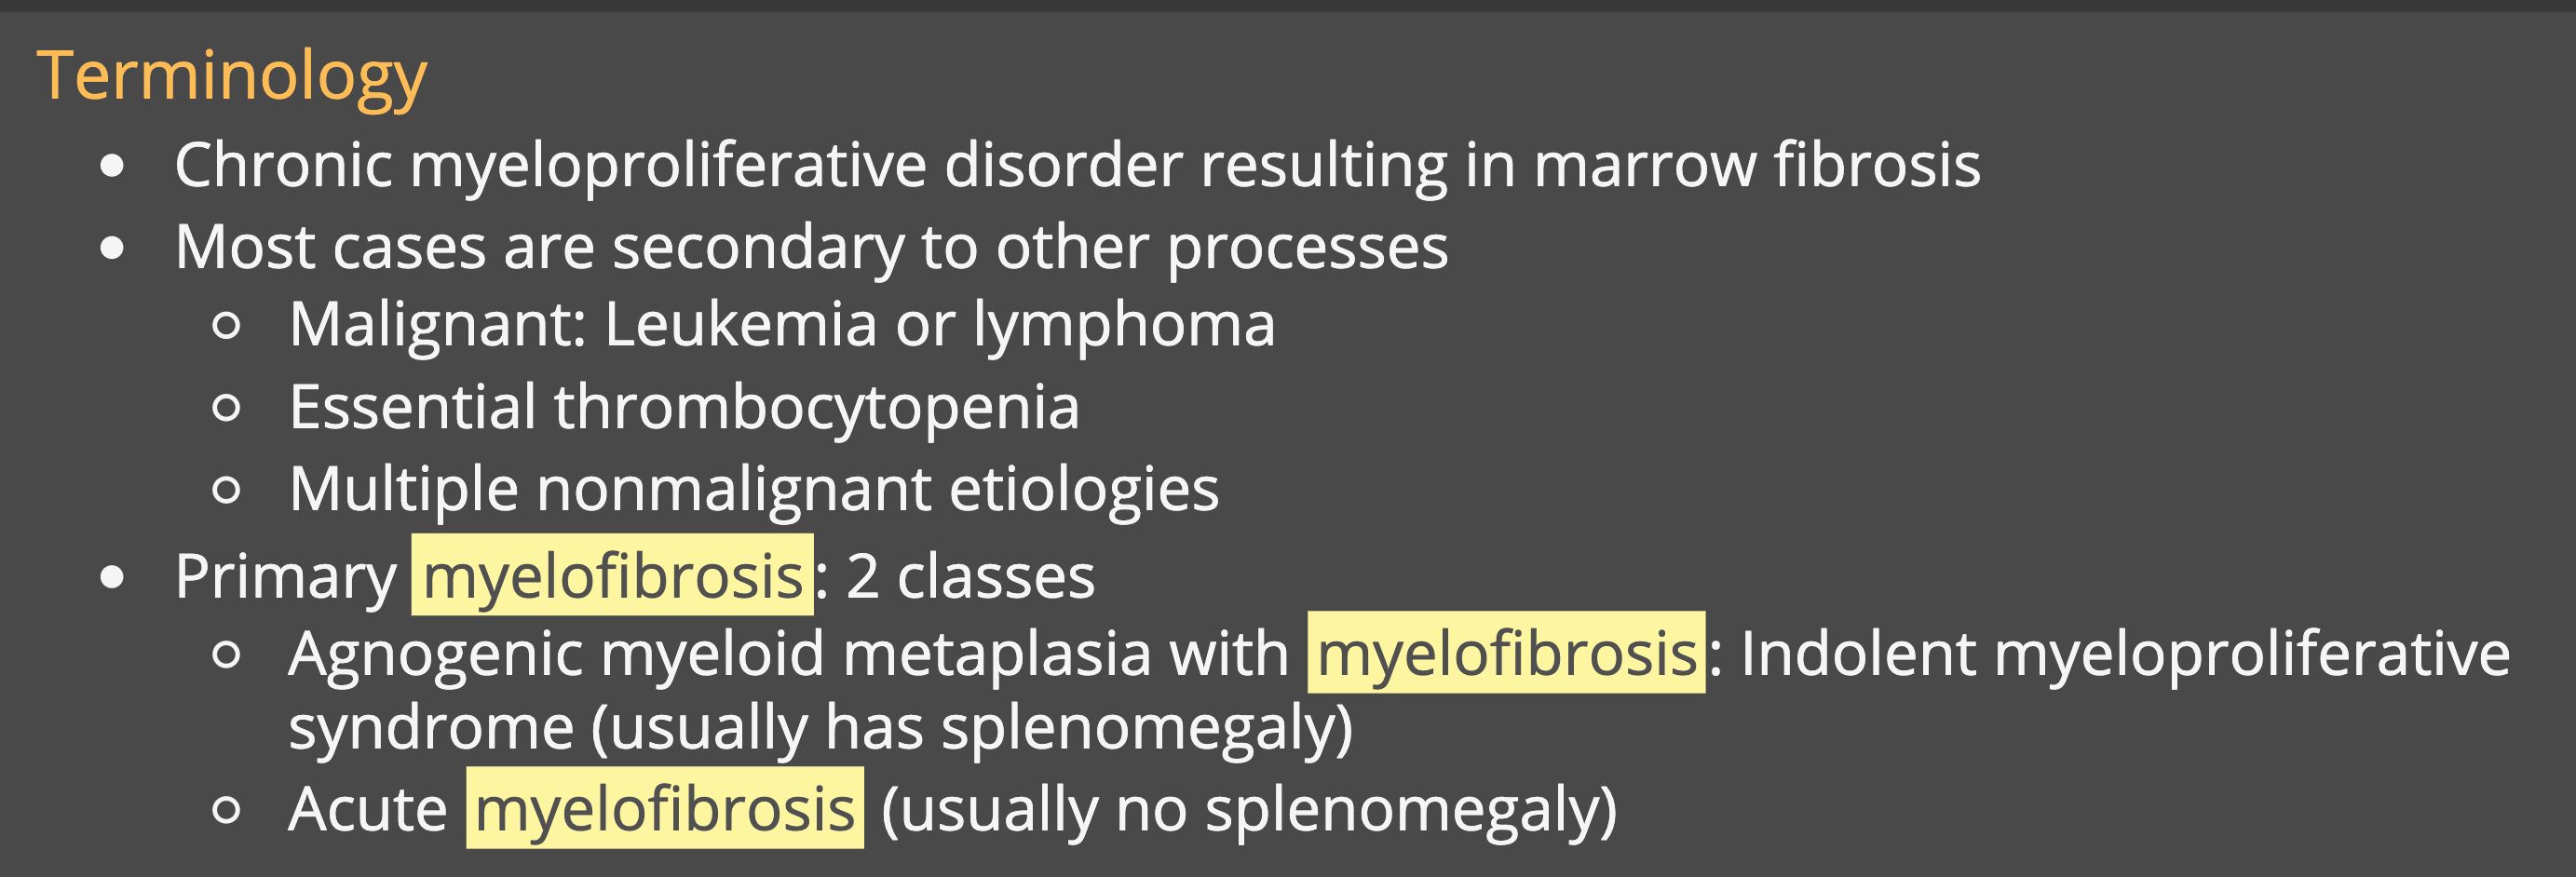 Terminology
• Chronic myeloproliferative disorder resulting in marrow fibrosis
• Most cases are secondary to other processes
○ Malignant: Leukemia or lymphoma
○ Essential thrombocytopenia
○ Multiple nonmalignant etiologies
• Primary myelofibrosis: 2 classes
○ Agnogenic myeloid metaplasia with myelofibrosis: Indolent myeloproliferative
syndrome (usually has splenomegaly)
○ Acute myelofibrosis (usually no splenomegaly)